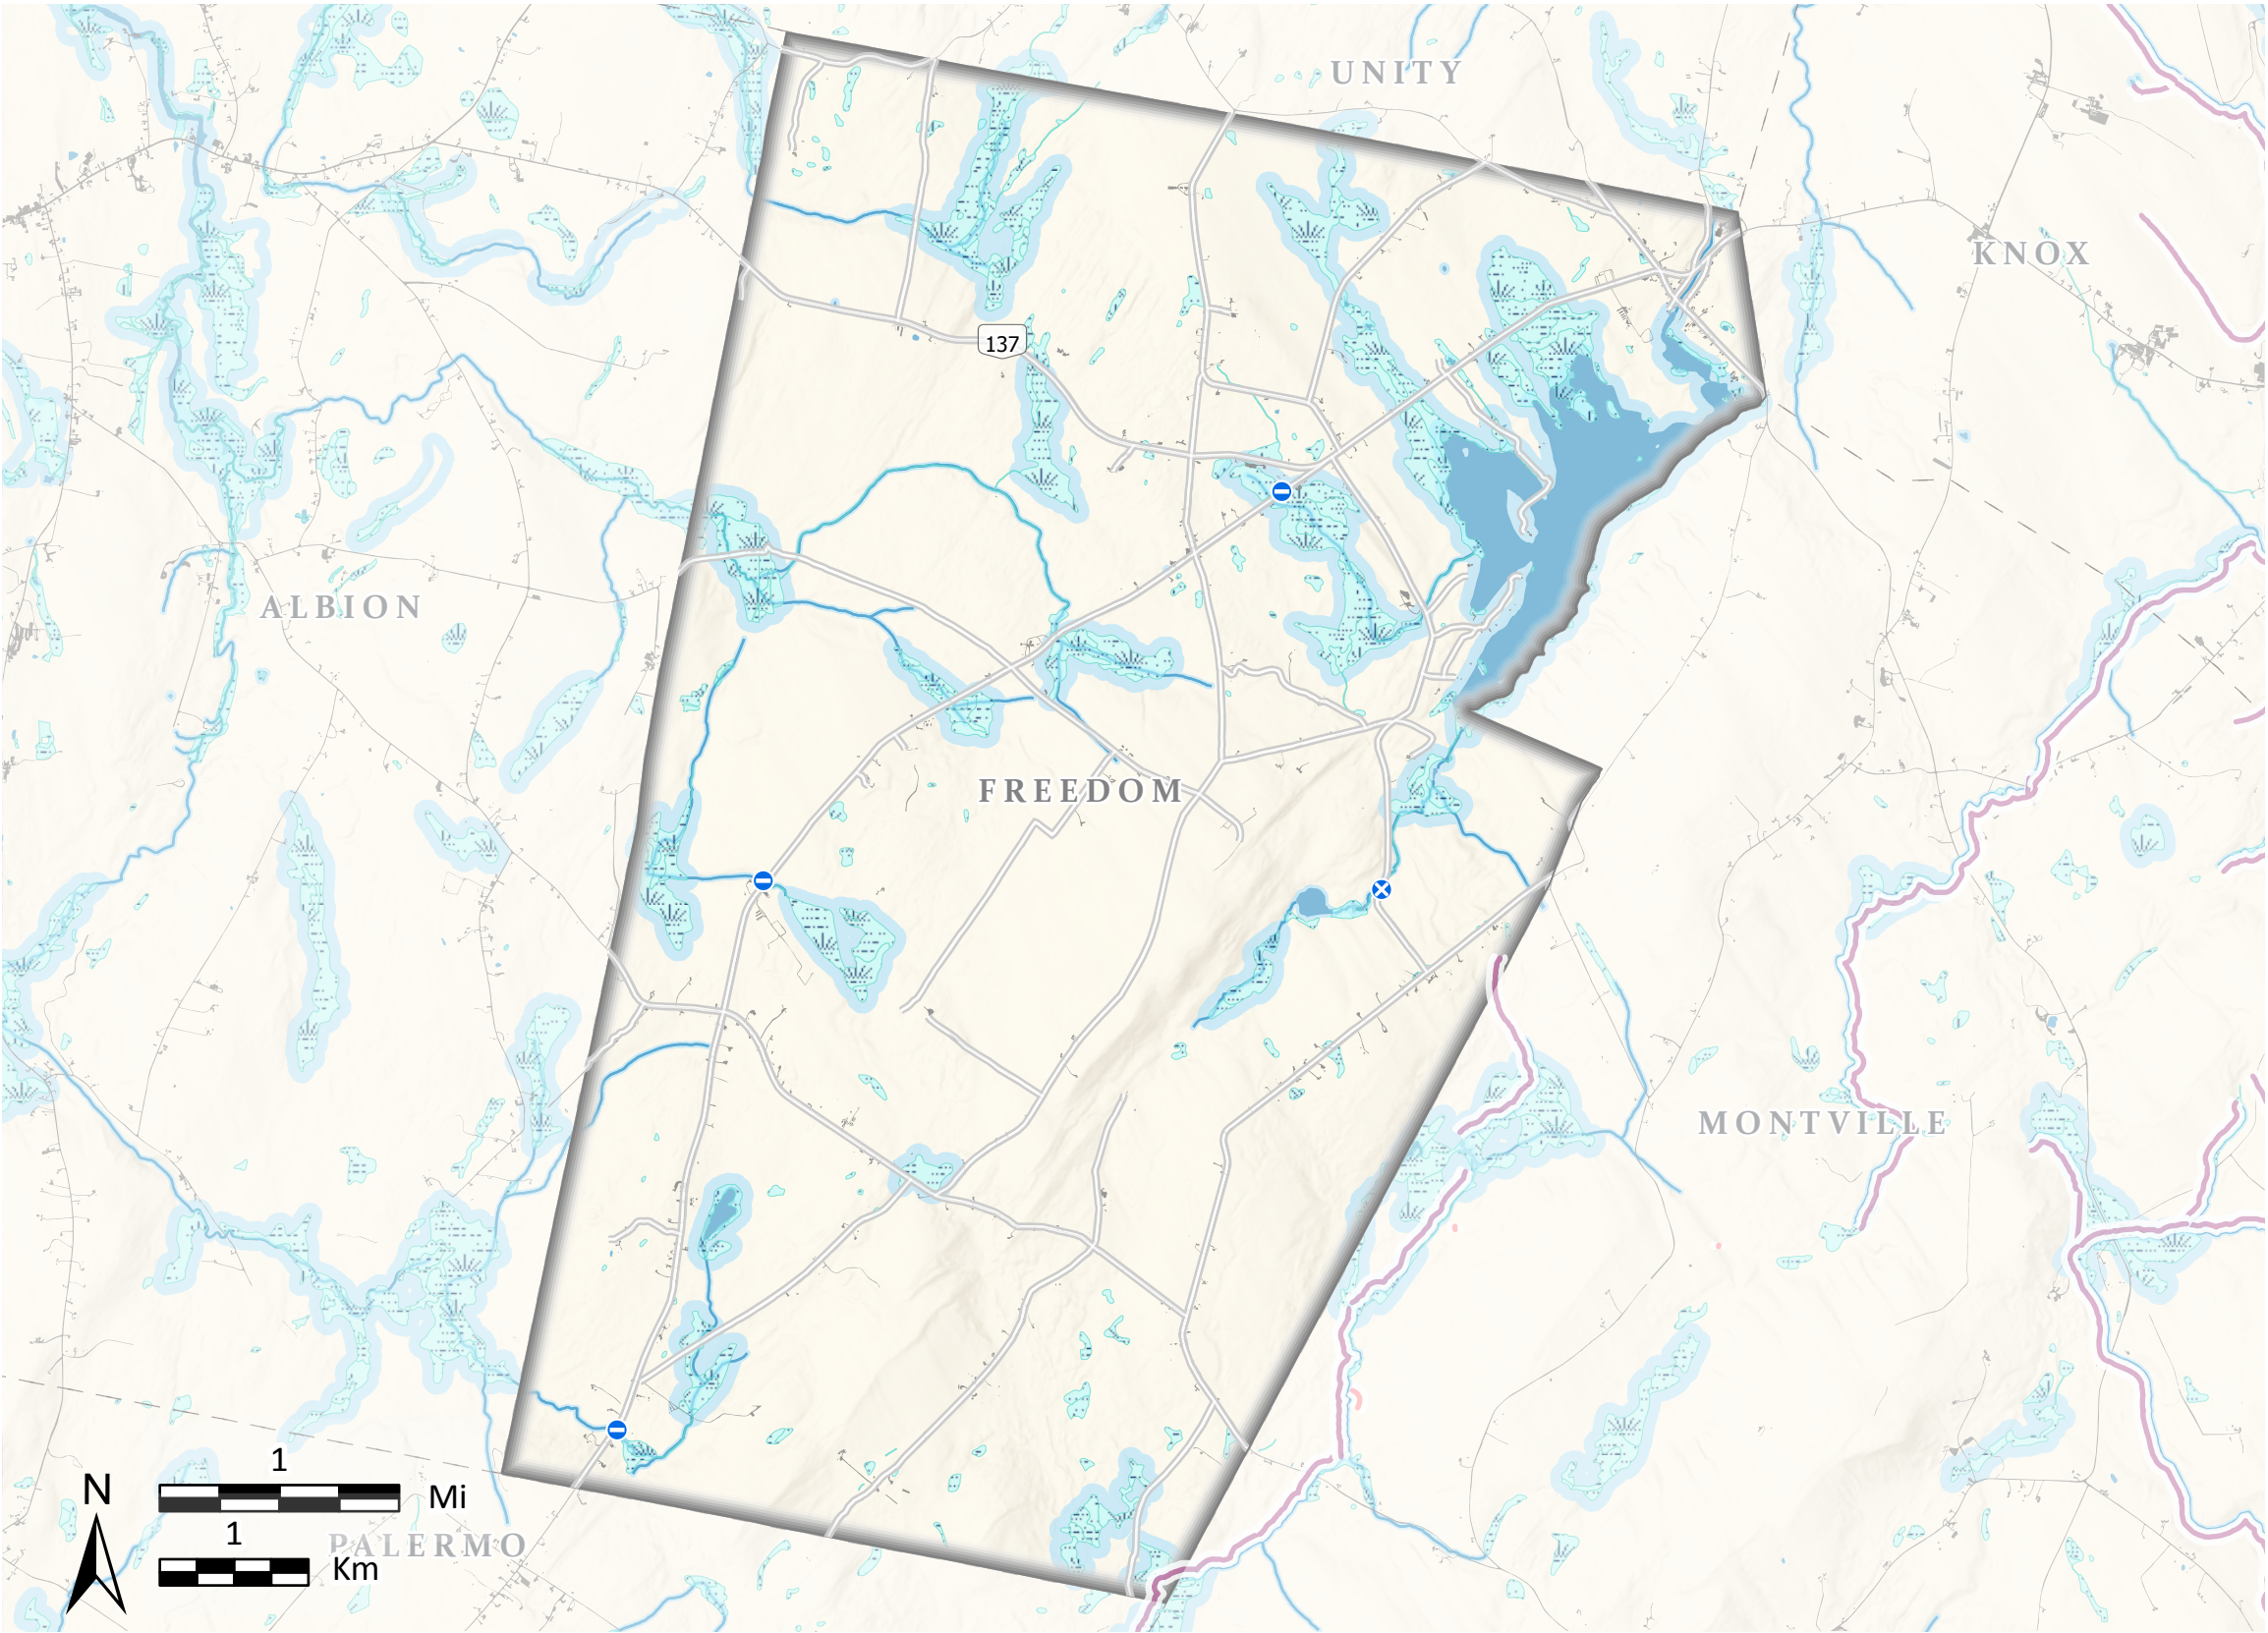 UNITY
KNOX
137
ALBION
FREEDOM
MONTVILLE
N
1
Mi
1
Km
PALERMO